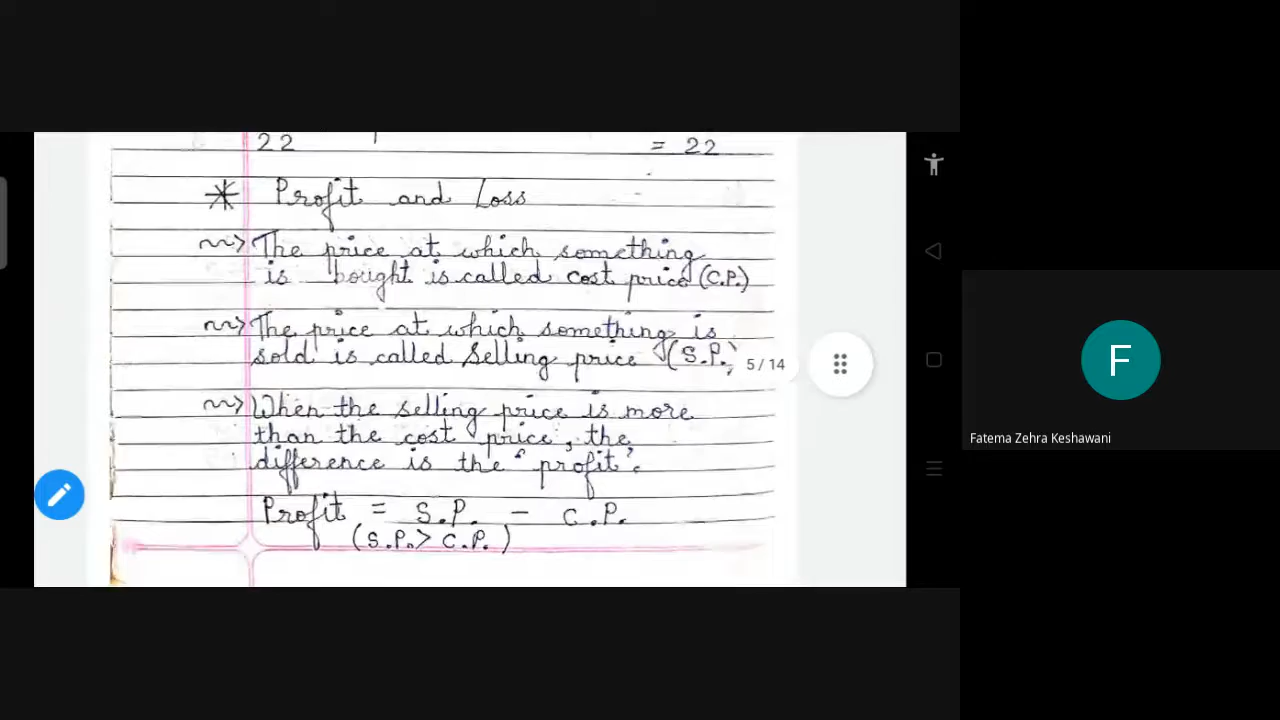 22
= 22
* Profit and Loss
The price at which something
is bought is called cost price (C.P.)
The price at which something is
sold is called Selling price (S.P.)
5 / 14
When the selling price is more
than the cost price, the
difference is the 'profit'.
Profit = S.P. - C.P.
(S.P. > C.P.)
F
Fatema Zehra Keshawani